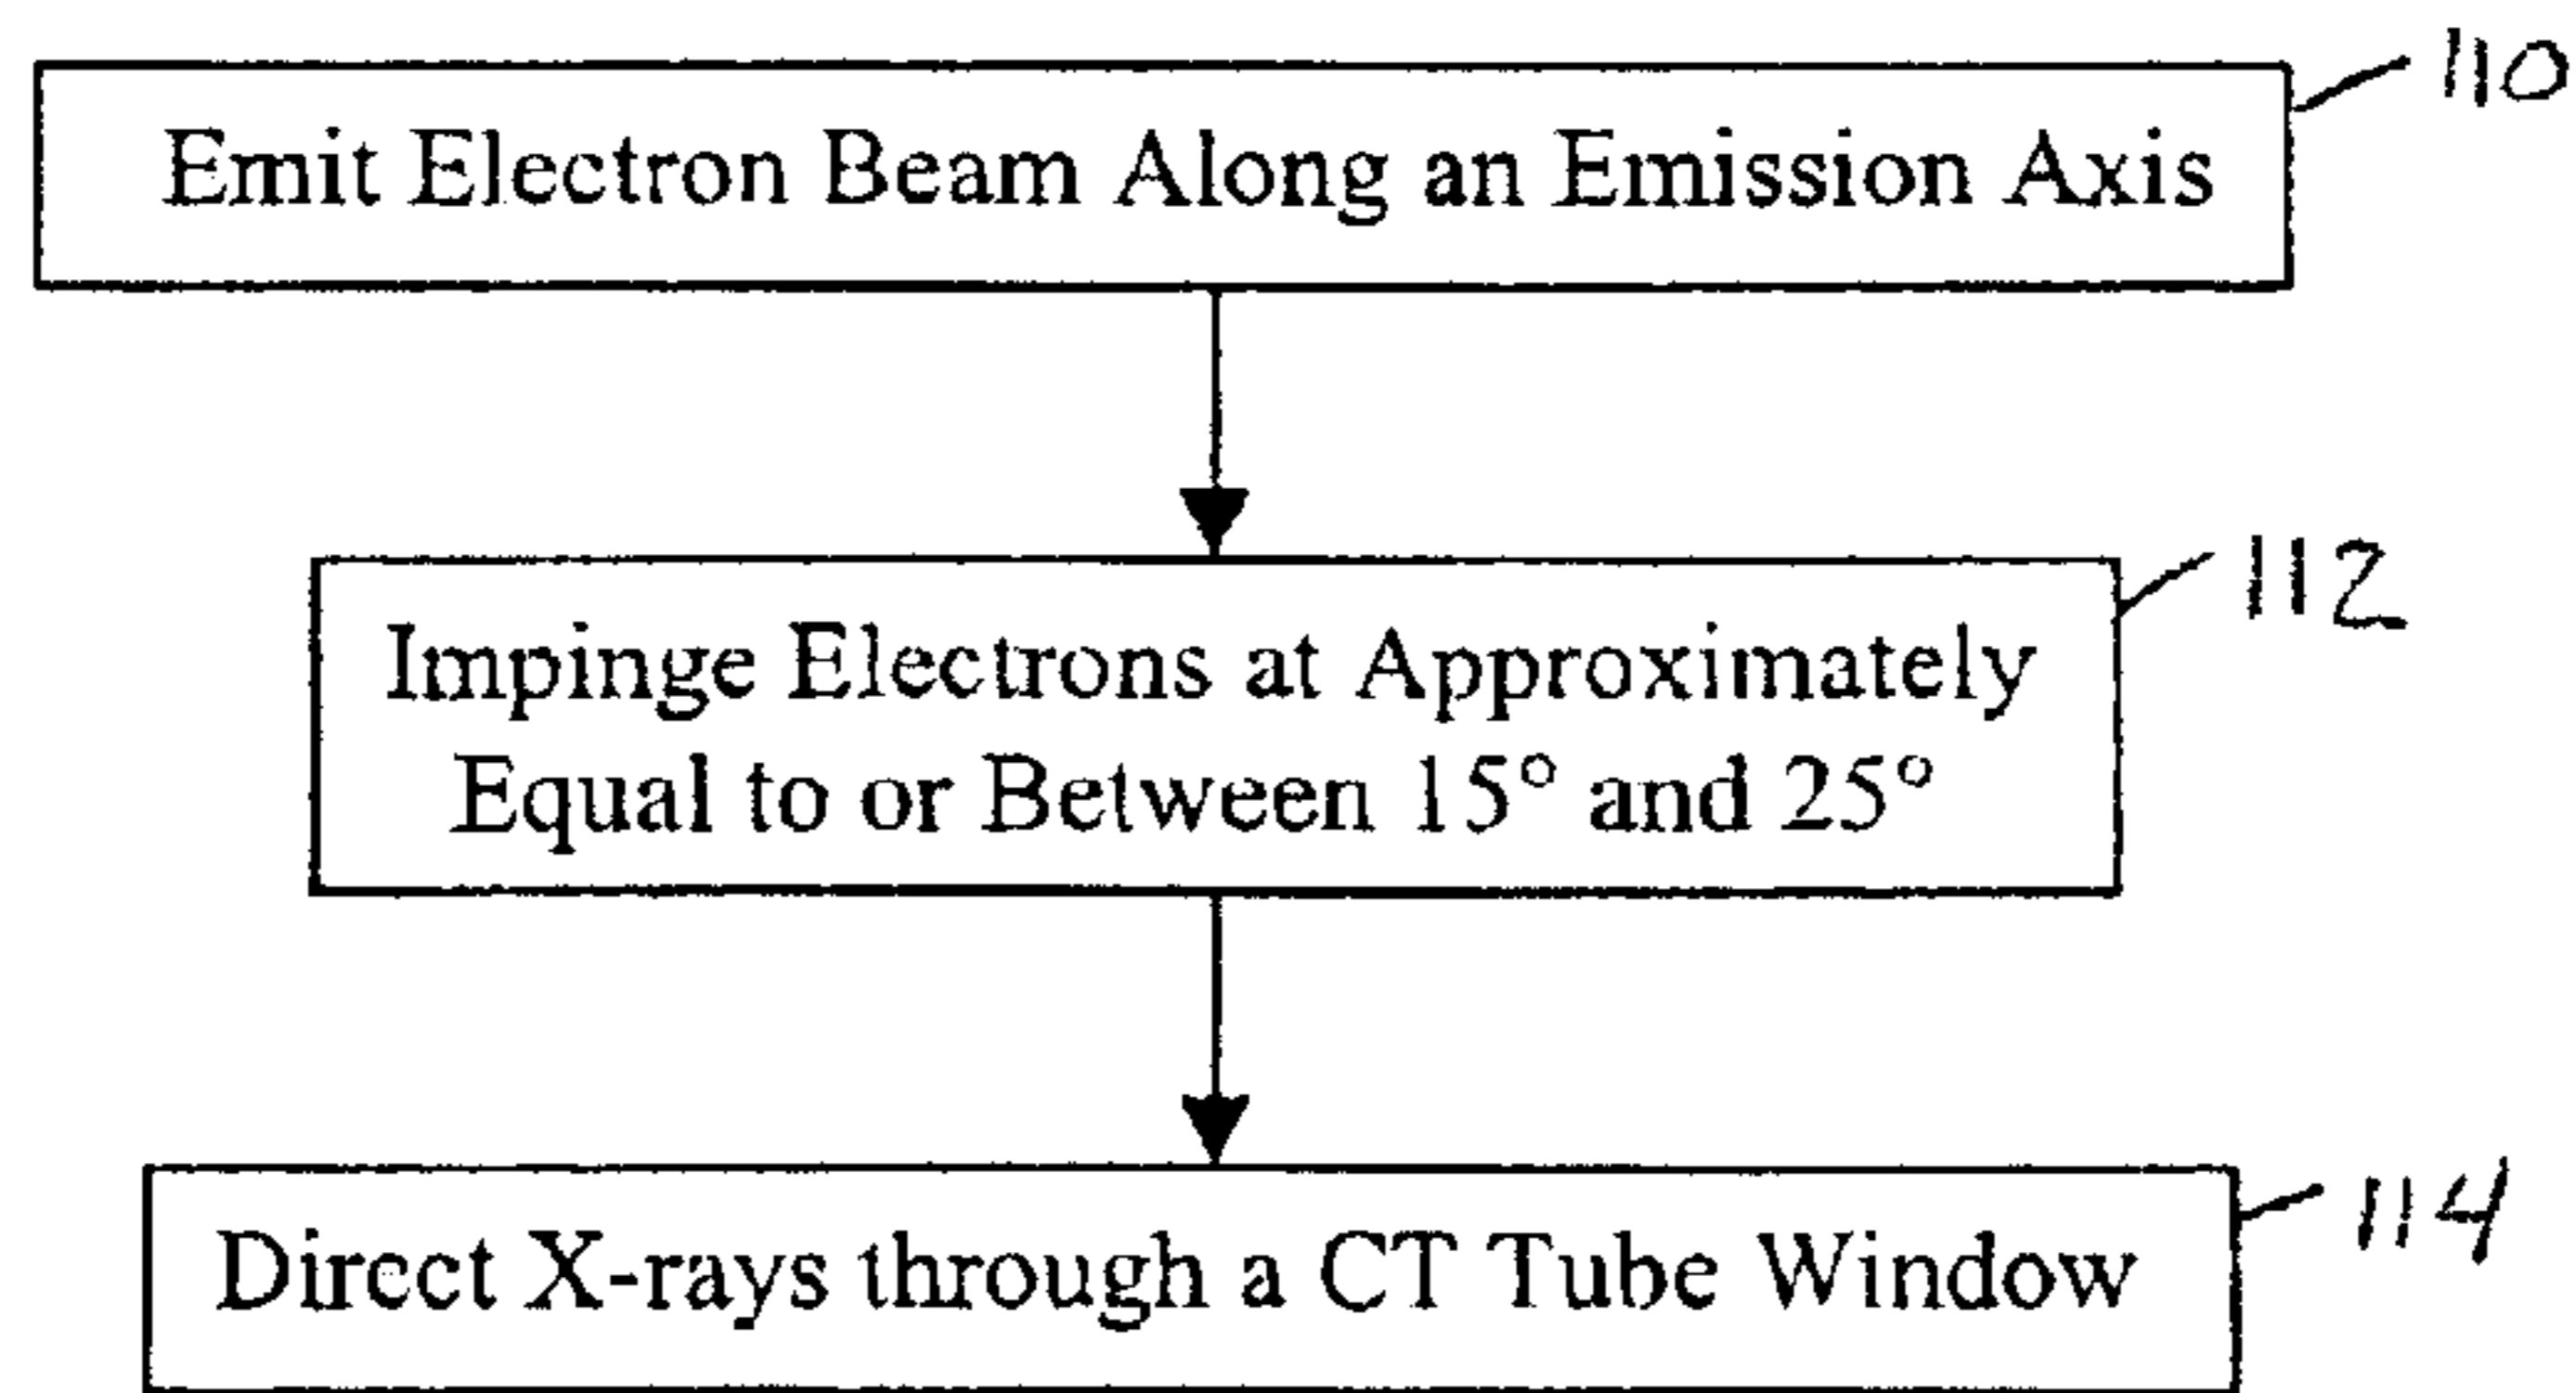 110
Emit Electron Beam Along an Emission Axis
112
Impinge Electrons at Approximately
Equal to or Between 15° and 25°
114
Direct X-rays through a CT Tube Window